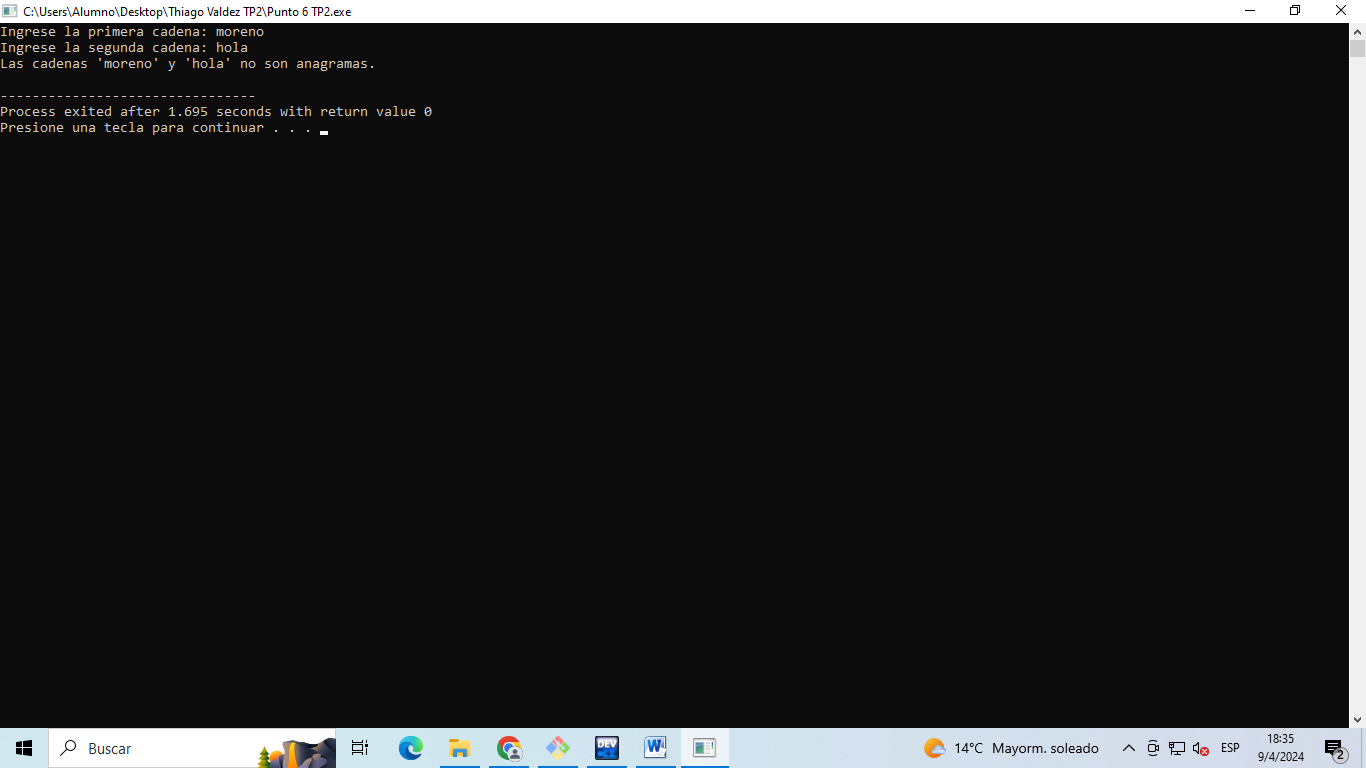 C:\Users\Alumno\Desktop\Thiago Valdez TP2\Punto 6 TP2.exe
Ingrese la primera cadena: moreno
Ingrese la segunda cadena: hola
Las cadenas 'moreno' y 'hola' no son anagramas.
--------------------------------
Process exited after 1.695 seconds with return value 0
Presione una tecla para continuar . . .
Buscar
DEV
W
14°C Mayorm. soleado
ESP
18:35
9/4/2024
2